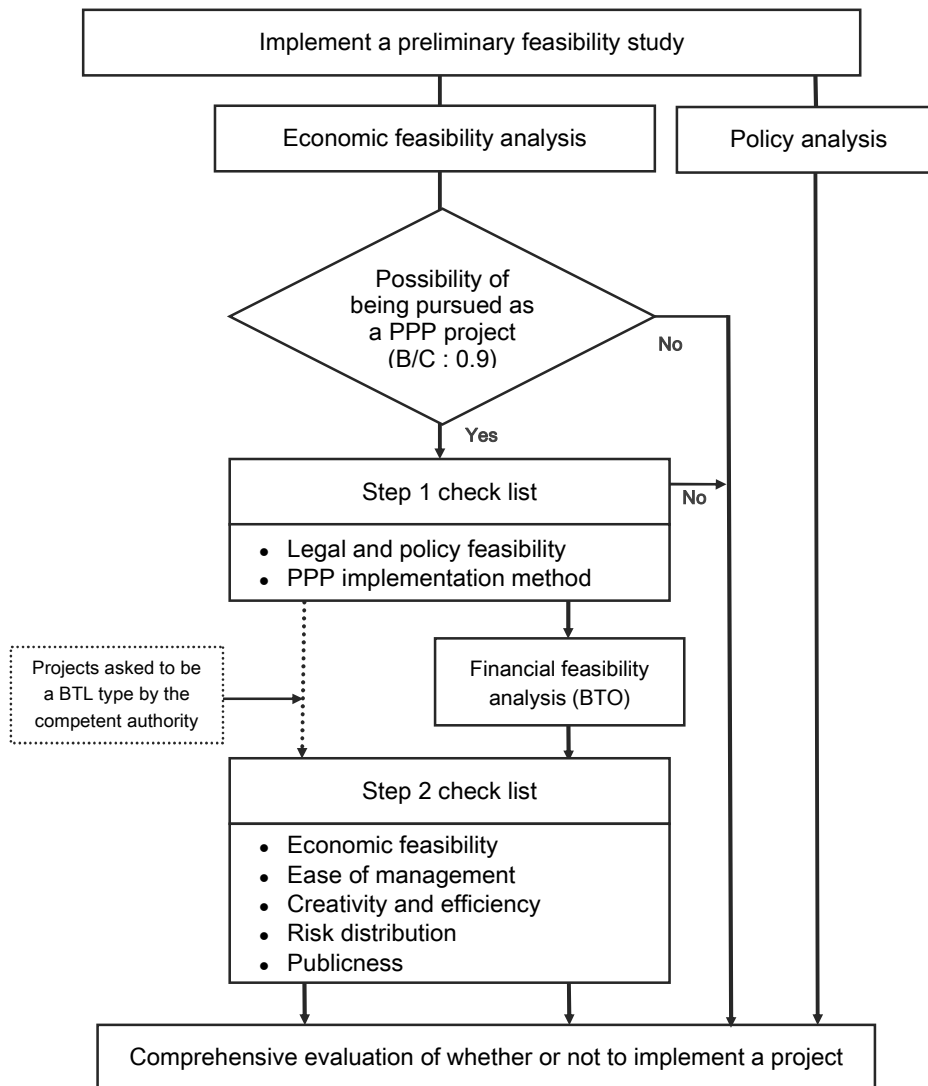 Implement a preliminary feasibility study
Economic feasibility analysis
Policy analysis
Possibility of
being pursued as
a PPP project
(B/C : 0.9)
No
Yes
Step 1 check list
No
• Legal and policy feasibility
• PPP implementation method
Projects asked to be
a BTL type by the
competent authority
Financial feasibility
analysis (BTO)
Step 2 check list
• Economic feasibility
• Ease of management
• Creativity and efficiency
• Risk distribution
• Publicness
Comprehensive evaluation of whether or not to implement a project